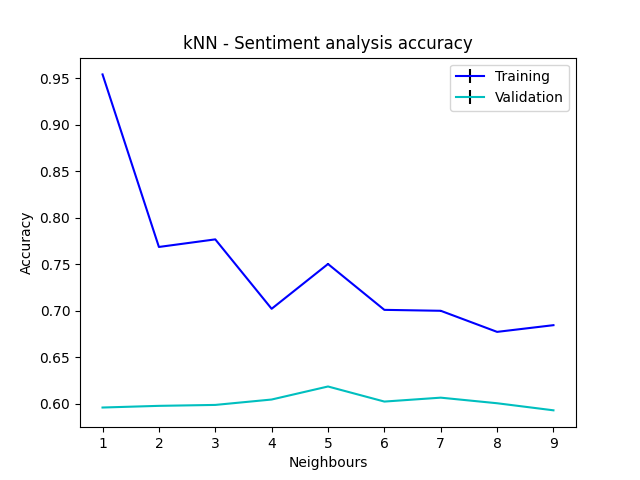 kNN - Sentiment analysis accuracy
Training
Validation
Accuracy
0.95
0.90
0.85
0.80
0.75
0.70
0.65
0.60
1 2 3 4 5 6 7 8 9
Neighbours